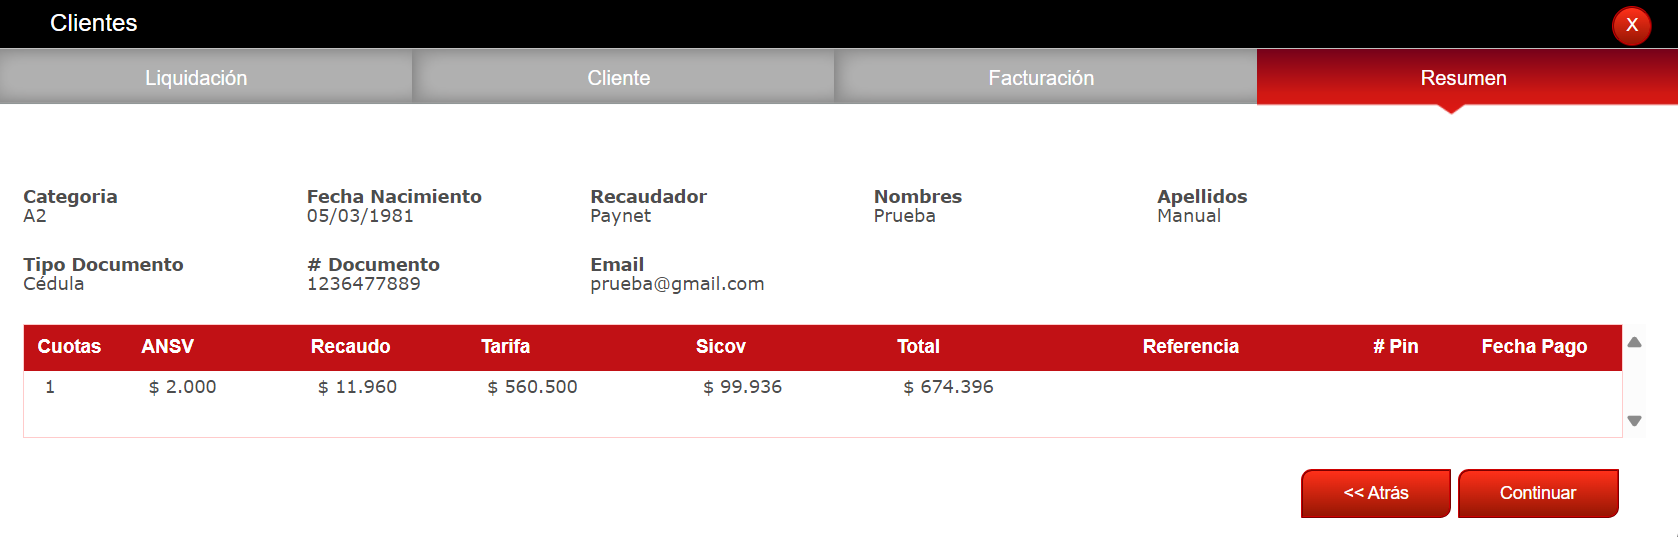 Clientes X
Liquidación Cliente Facturación Resumen
Categoria Fecha Nacimiento Recaudador Nombres Apellidos
A2 05/03/1981 Paynet Prueba Manual
Tipo Documento # Documento Email
Cédula 1236477889 prueba@gmail.com
Cuotas ANSV Recaudo Tarifa Sicov Total Referencia # Pin Fecha Pago
1 $ 2.000 $ 11.960 $ 560.500 $ 99.936 $ 674.396
<< Atrás Continuar